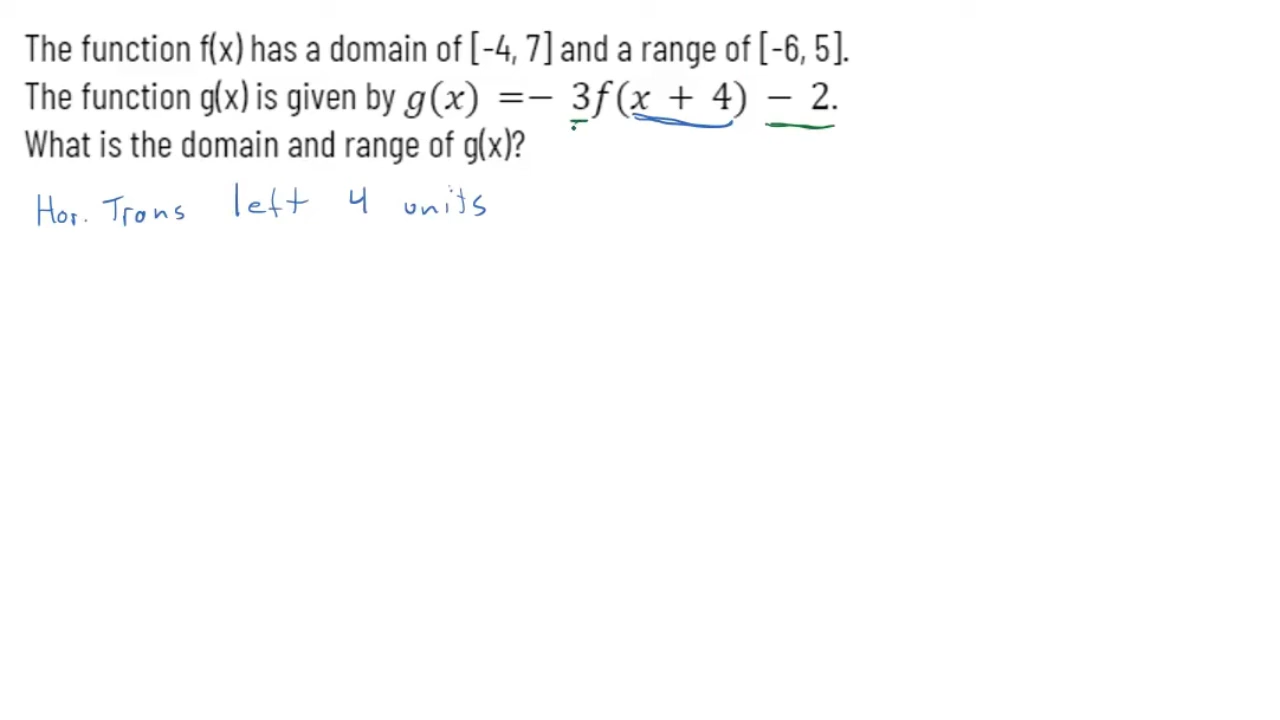 The function f(x) has a domain of [-4, 7] and a range of [-6, 5].
The function g(x) is given by g(x) =− 3f(x + 4) − 2.
What is the domain and range of g(x)?
Hor. Trans left 4 units